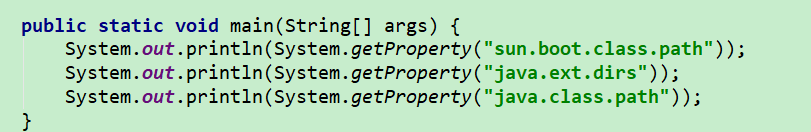 public static void main(String[] args) {
    System.out.println(System.getProperty("sun.boot.class.path"));
    System.out.println(System.getProperty("java.ext.dirs"));
    System.out.println(System.getProperty("java.class.path"));
}